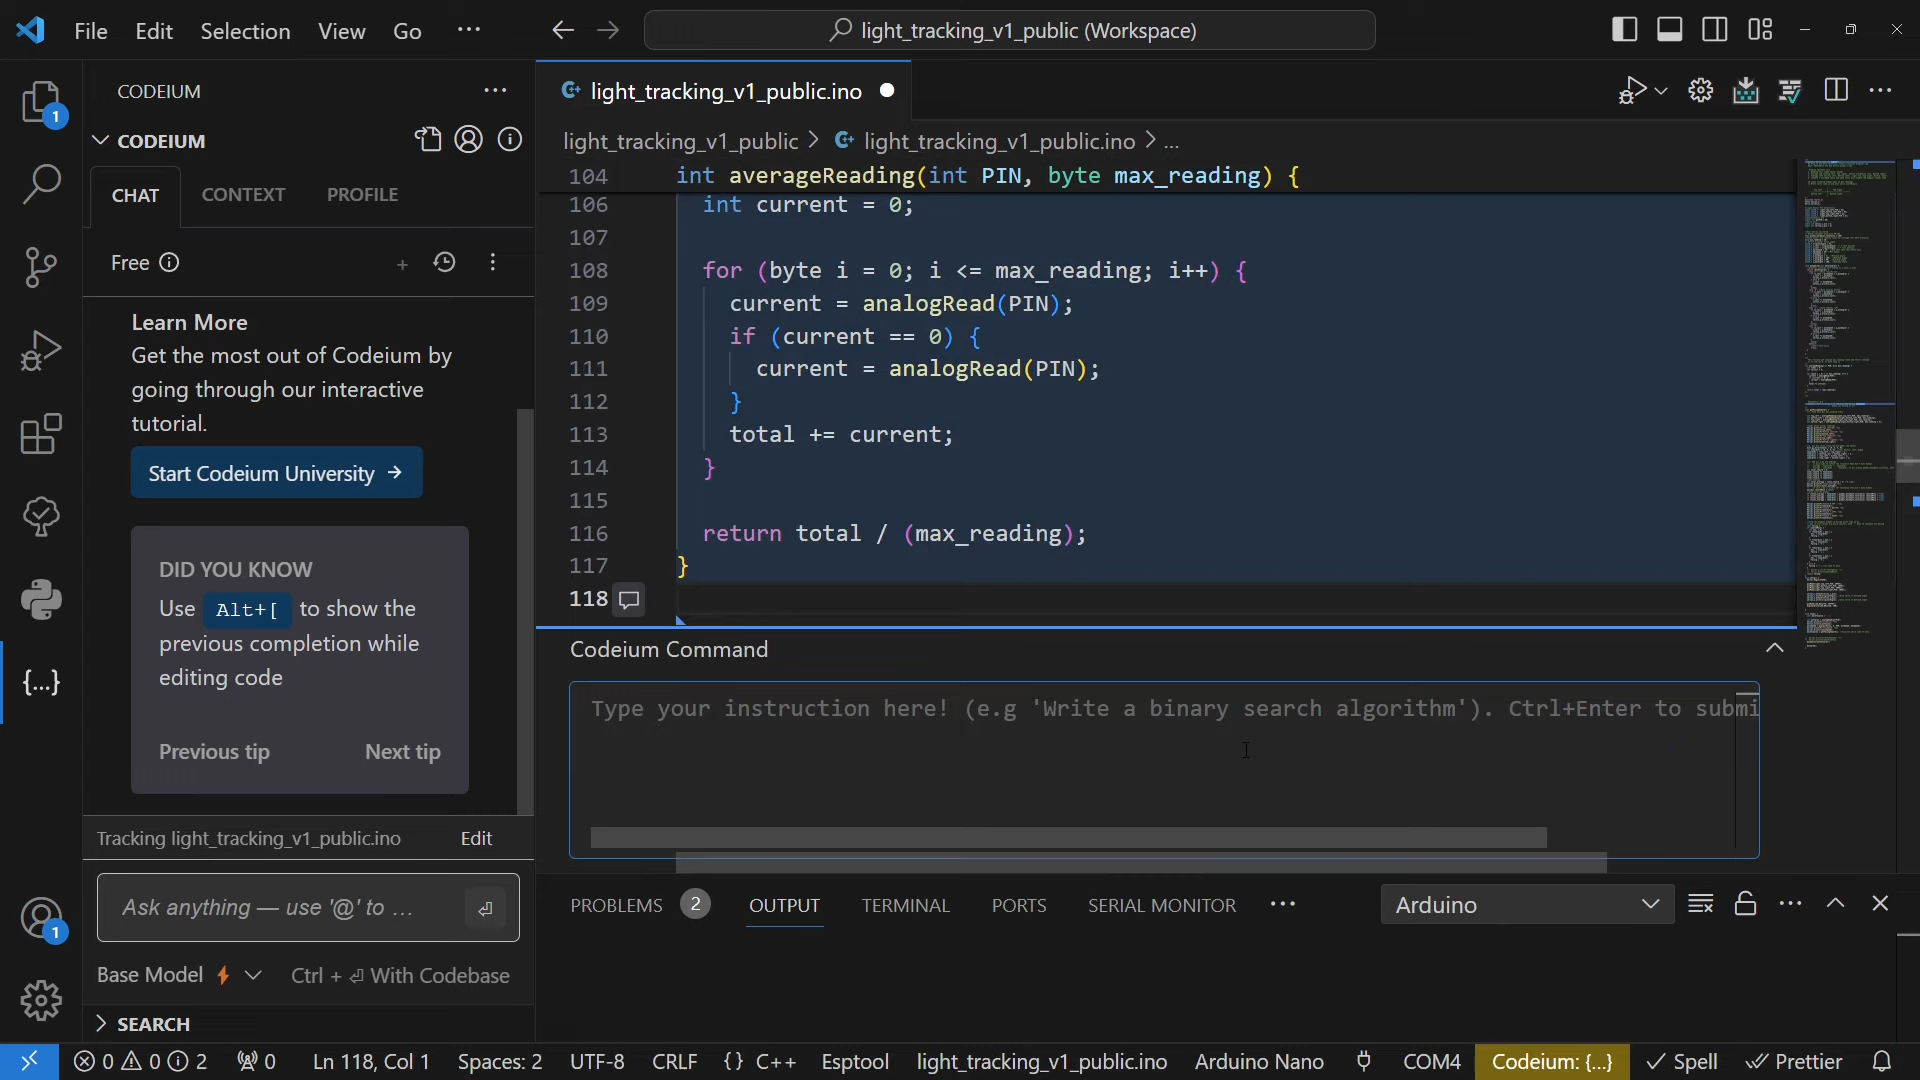 File Edit Selection View Go ···
light_tracking_v1_public (Workspace)
CODEIUM
CODEIUM
CHAT CONTEXT PROFILE
Free
Learn More
Get the most out of Codeium by
going through our interactive
tutorial.
Start Codeium University →
DID YOU KNOW
Use Alt+[ to show the
previous completion while
editing code
Previous tip Next tip
Tracking light_tracking_v1_public.ino Edit
Ask anything — use '@' to …
Base Model Ctrl + ⏎ With Codebase
SEARCH
1
1
light_tracking_v1_public.ino
light_tracking_v1_public > light_tracking_v1_public.ino > ...
104 int averageReading(int PIN, byte max_reading) {
106 int current = 0;
107
108 for (byte i = 0; i <= max_reading; i++) {
109 current = analogRead(PIN);
110 if (current == 0) {
111 current = analogRead(PIN);
112 }
113 total += current;
114 }
115
116 return total / (max_reading);
117 }
118
Codeium Command
Type your instruction here! (e.g 'Write a binary search algorithm'). Ctrl+Enter to submi
PROBLEMS 2 OUTPUT TERMINAL PORTS SERIAL MONITOR ··· Arduino
0 0 2 0 Ln 118, Col 1 Spaces: 2 UTF-8 CRLF {} C++ Esptool light_tracking_v1_public.ino Arduino Nano COM4 Codeium: {...} Spell Prettier